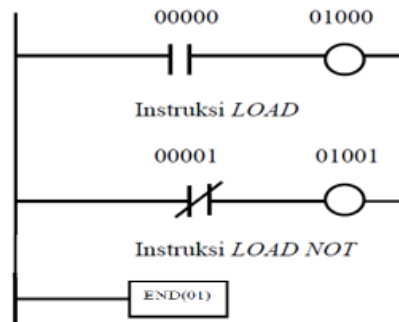 00000 01000
Instruksi LOAD
00001 01001
Instruksi LOAD NOT
END(01)